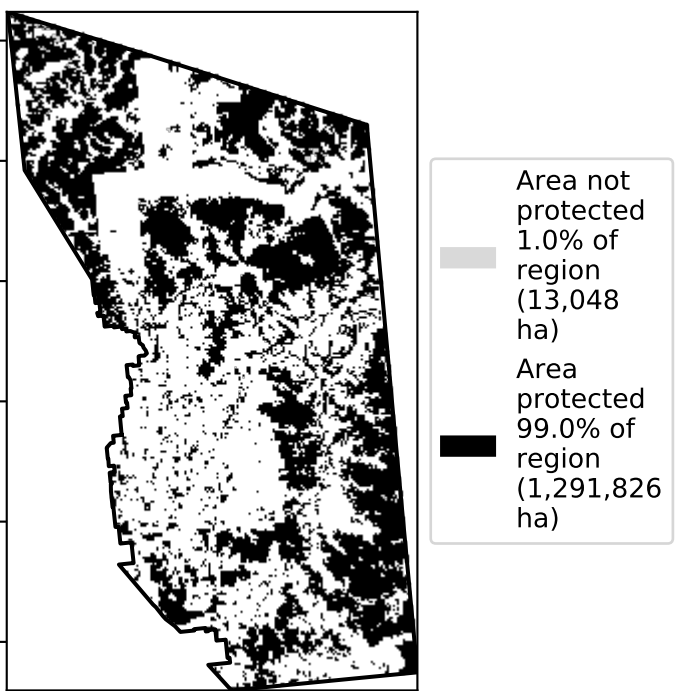 Area not
protected
1.0% of
region
(13,048
ha)
Area
protected
99.0% of
region
(1,291,826
ha)